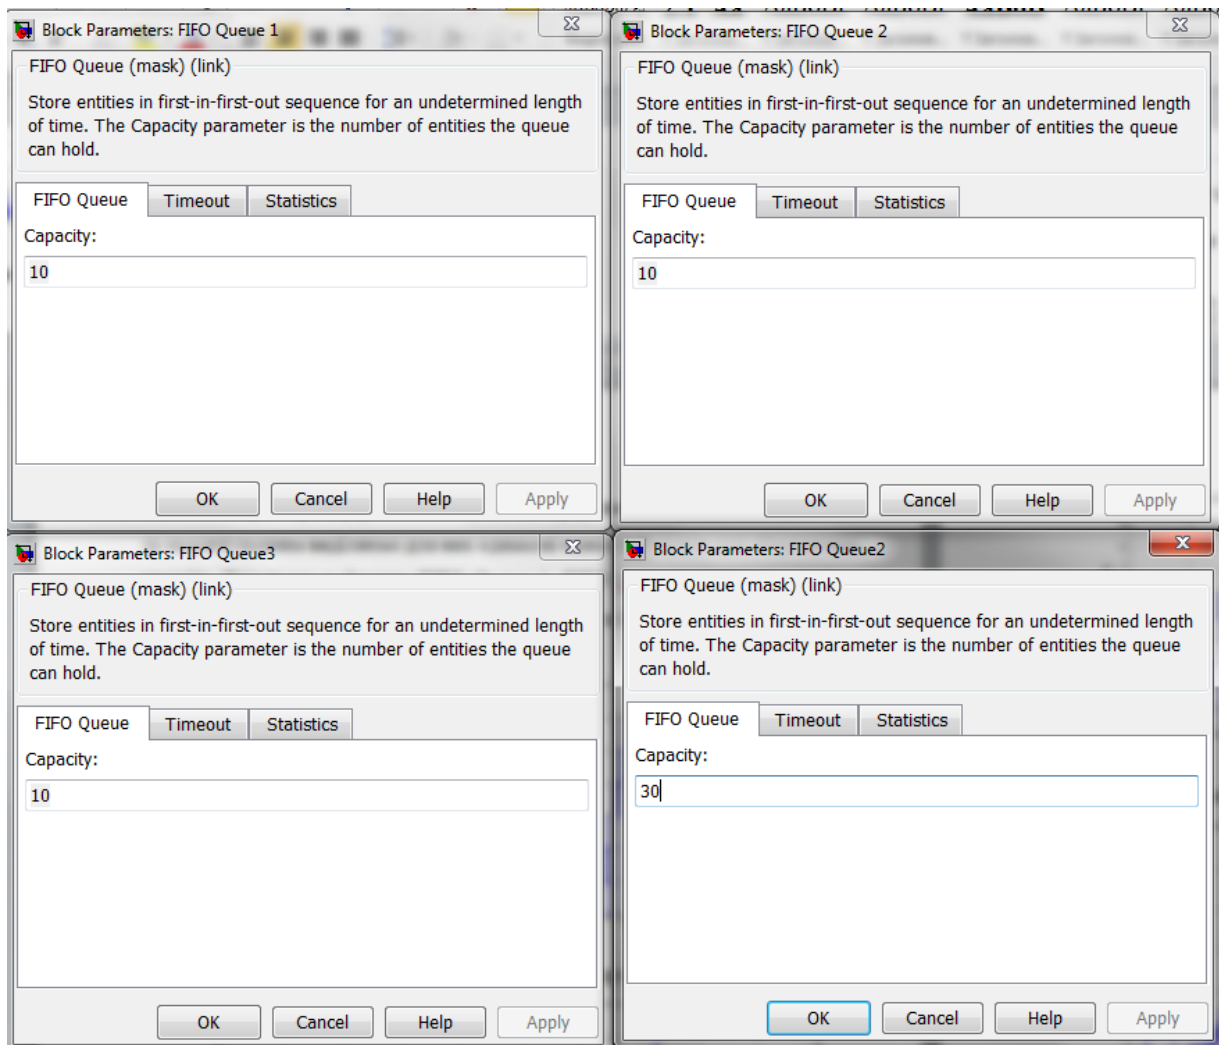 Block Parameters: FIFO Queue 1
FIFO Queue (mask) (link)
Store entities in first-in-first-out sequence for an undetermined length
of time. The Capacity parameter is the number of entities the queue
can hold.
FIFO Queue Timeout Statistics
Capacity:
10
OK Cancel Help Apply
Block Parameters: FIFO Queue 2
FIFO Queue (mask) (link)
Store entities in first-in-first-out sequence for an undetermined length
of time. The Capacity parameter is the number of entities the queue
can hold.
FIFO Queue Timeout Statistics
Capacity:
10
OK Cancel Help Apply
Block Parameters: FIFO Queue3
FIFO Queue (mask) (link)
Store entities in first-in-first-out sequence for an undetermined length
of time. The Capacity parameter is the number of entities the queue
can hold.
FIFO Queue Timeout Statistics
Capacity:
10
OK Cancel Help Apply
Block Parameters: FIFO Queue2
FIFO Queue (mask) (link)
Store entities in first-in-first-out sequence for an undetermined length
of time. The Capacity parameter is the number of entities the queue
can hold.
FIFO Queue Timeout Statistics
Capacity:
30
OK Cancel Help Apply